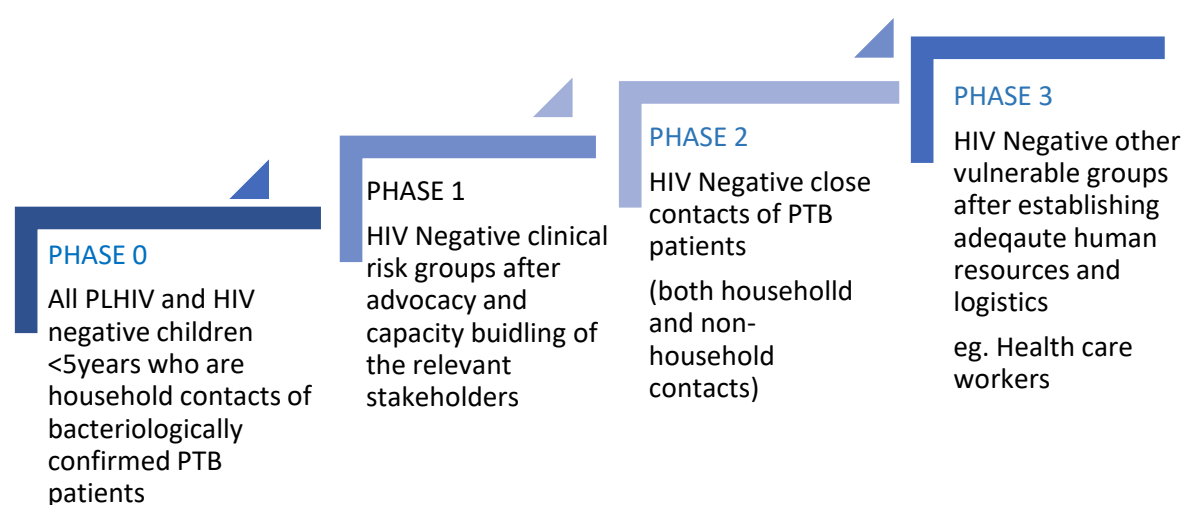 PHASE 0
All PLHIV and HIV
negative children
<5years who are
household contacts of
bacteriologically
confirmed PTB
patients
PHASE 1
HIV Negative clinical
risk groups after
advocacy and
capacity buidling of
the relevant
stakeholders
PHASE 2
HIV Negative close
contacts of PTB
patients
(both householld
and non-
household
contacts)
PHASE 3
HIV Negative other
vulnerable groups
after establishing
adeqaute human
resources and
logistics
eg. Health care
workers